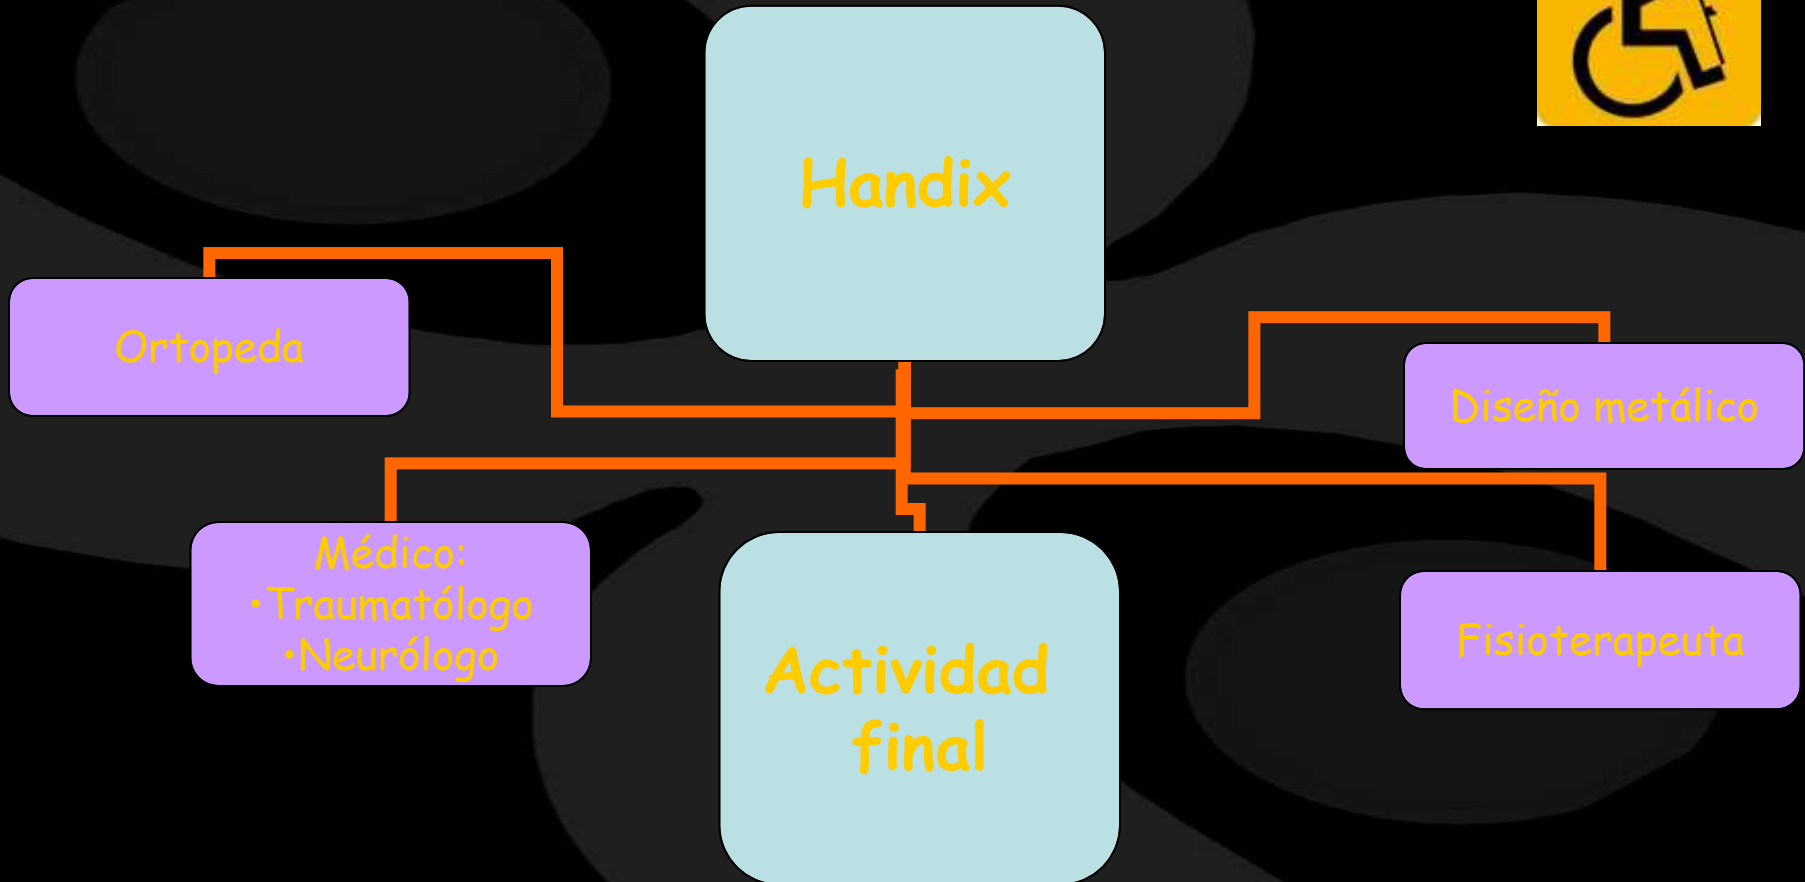 Handix
Ortopeda
Diseño metálico
Médico:
•Traumatólogo
•Neurólogo
Fisioterapeuta
Actividad
final